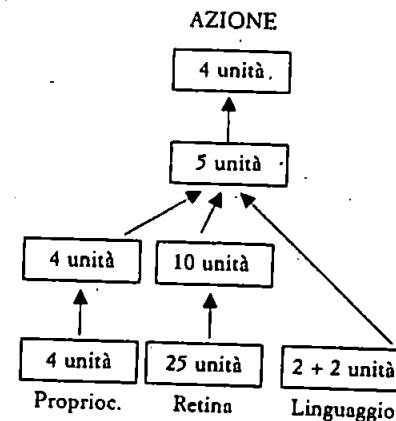 AZIONE
4 unità
5 unità
4 unità 10 unità
4 unità 25 unità 2 + 2 unità
Proprioc. Retina Linguaggio